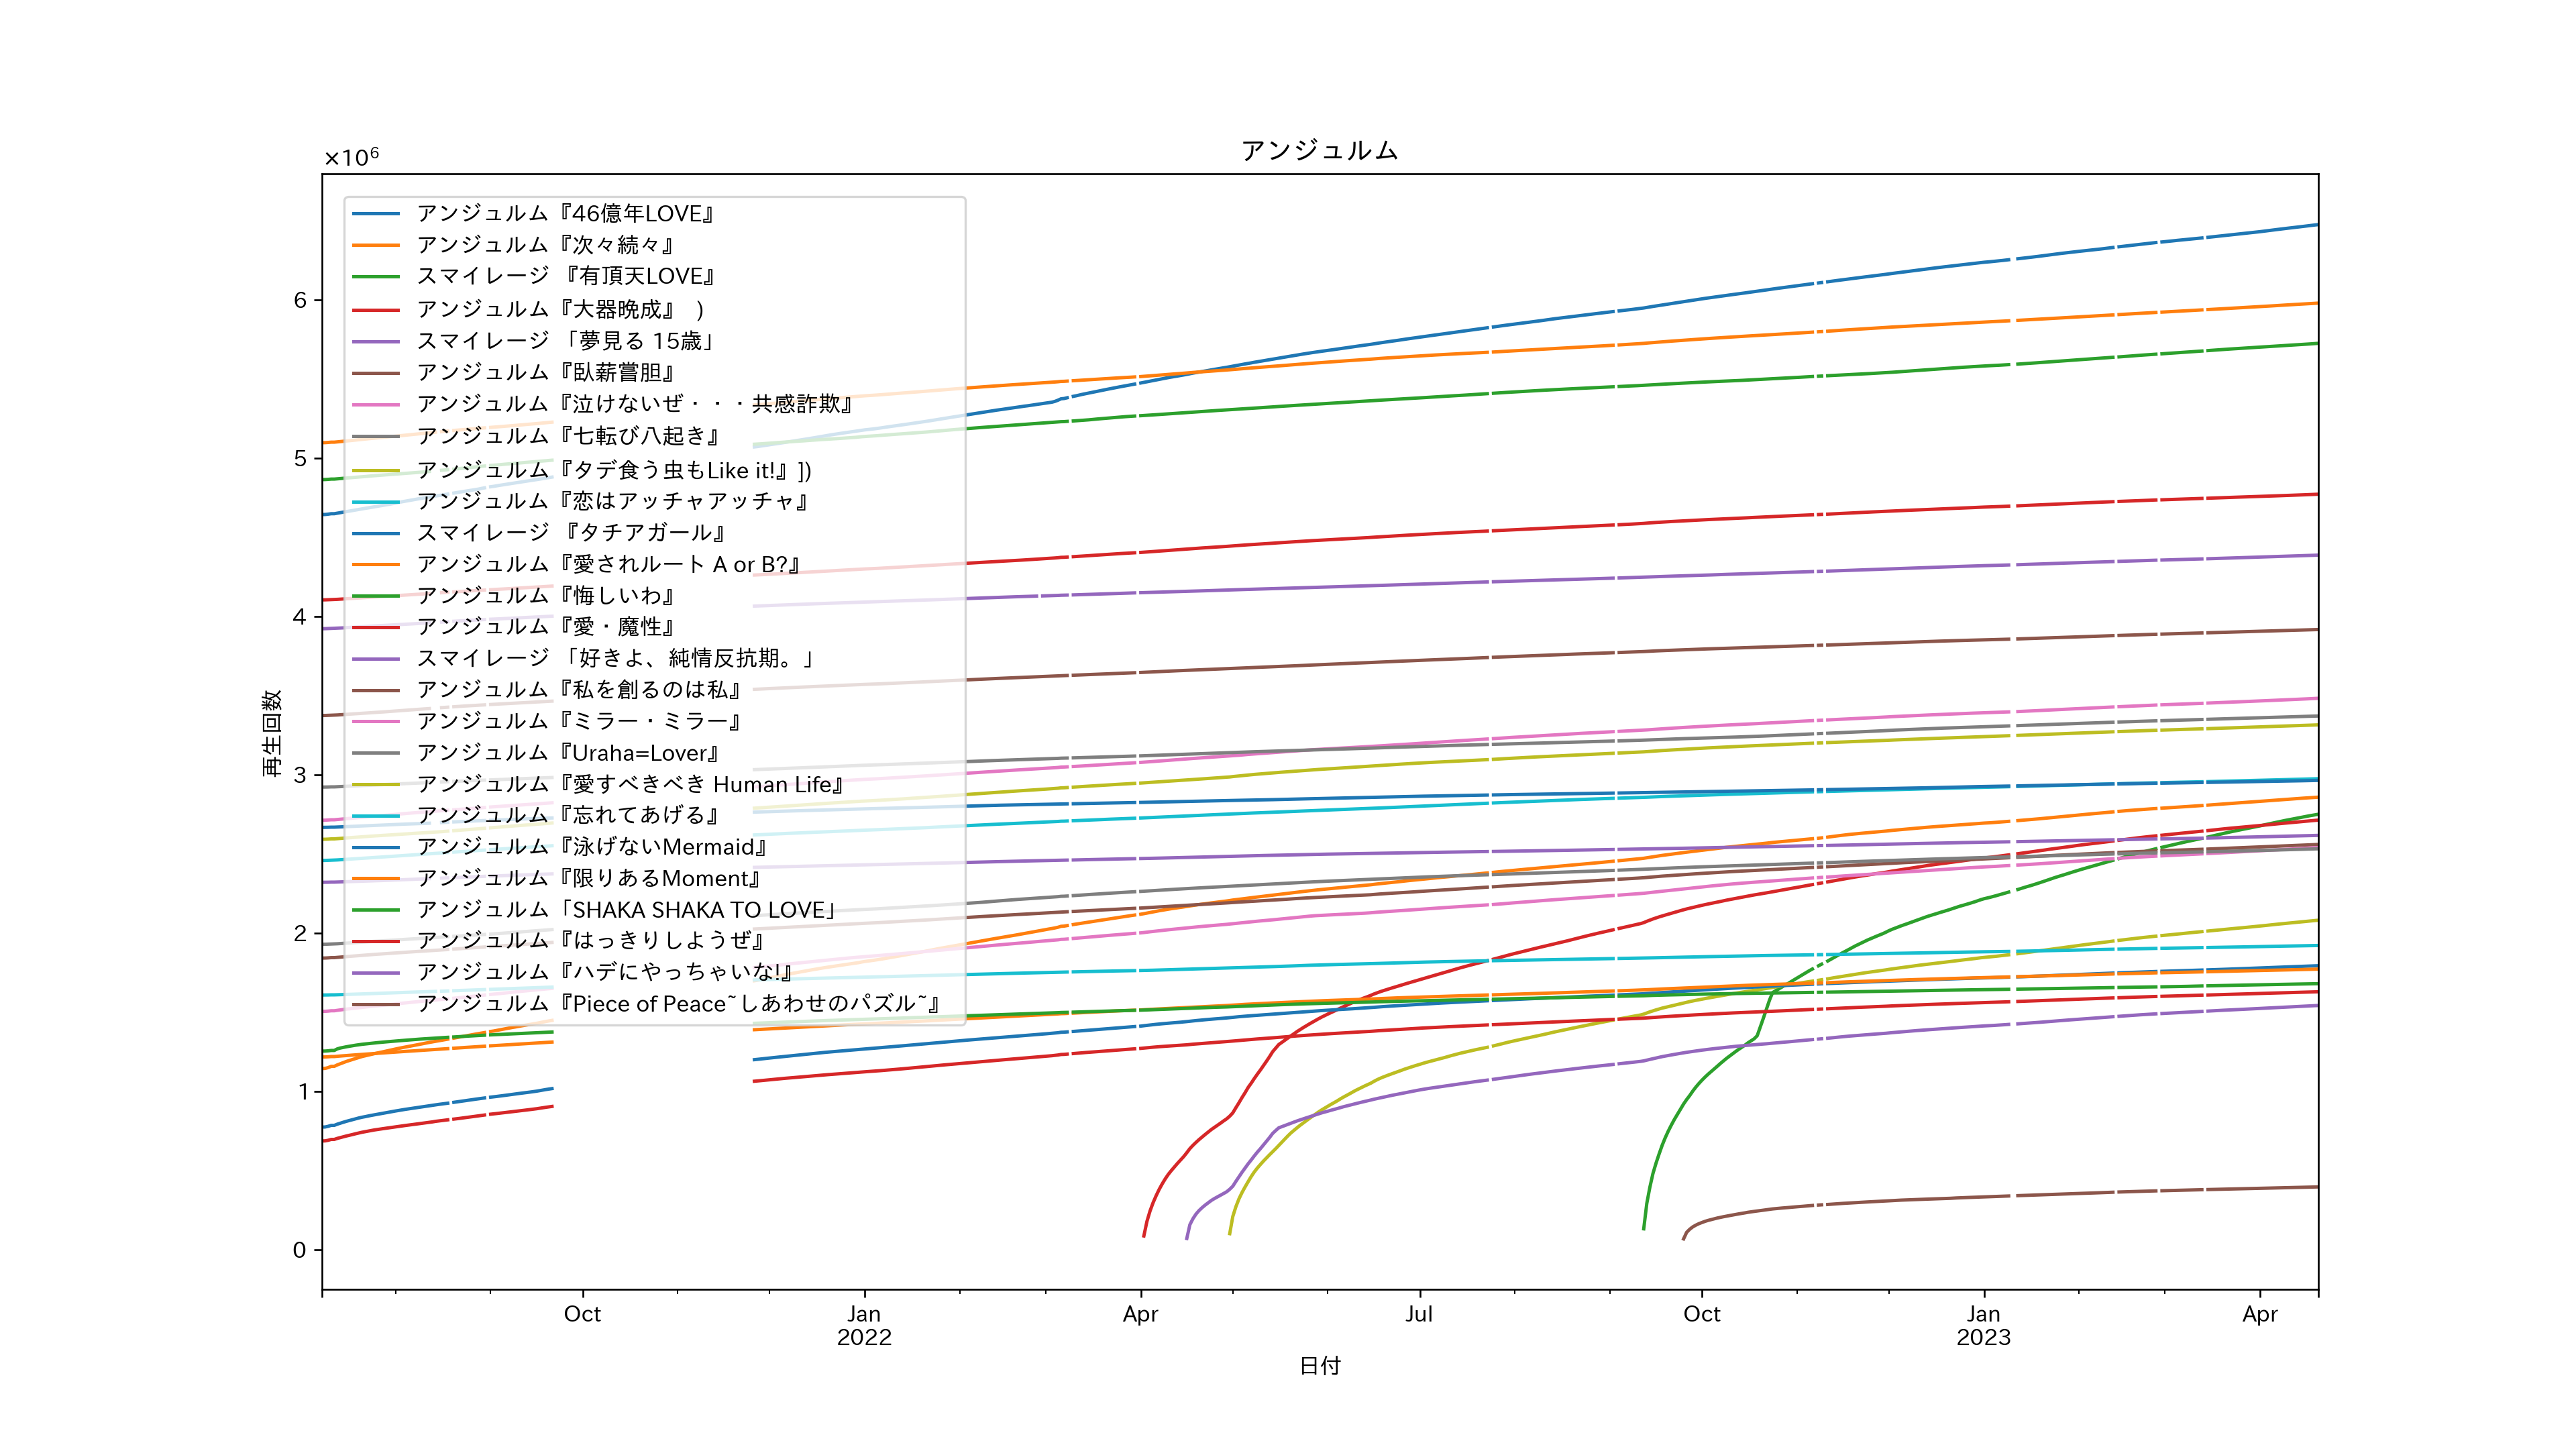 アンジュルム
×10⁶
アンジュルム『46億年LOVE』
アンジュルム『次々続々』
スマイレージ 『有頂天LOVE』
アンジュルム『大器晩成』 )
スマイレージ 「夢見る 15歳」
アンジュルム『臥薪嘗胆』
アンジュルム『泣けないぜ・・・共感詐欺』
アンジュルム『七転び八起き』
アンジュルム『タデ食う虫もLike it!』])
アンジュルム『恋はアッチャアッチャ』
スマイレージ 『タチアガール』
アンジュルム『愛されルート A or B?』
アンジュルム『悔しいわ』
アンジュルム『愛・魔性』
スマイレージ 「好きよ、純情反抗期。」
アンジュルム『私を創るのは私』
アンジュルム『ミラー・ミラー』
アンジュルム『Uraha=Lover』
アンジュルム『愛すべきべき Human Life』
アンジュルム『忘れてあげる』
アンジュルム『泳げないMermaid』
アンジュルム『限りあるMoment』
アンジュルム「SHAKA SHAKA TO LOVE」
アンジュルム『はっきりしようぜ』
アンジュルム『ハデにやっちゃいな!』
アンジュルム『Piece of Peace~しあわせのパズル~』
6
5
4
3
2
1
0
再生回数
Oct
Jan
2022
Apr
Jul
Oct
Jan
2023
Apr
日付